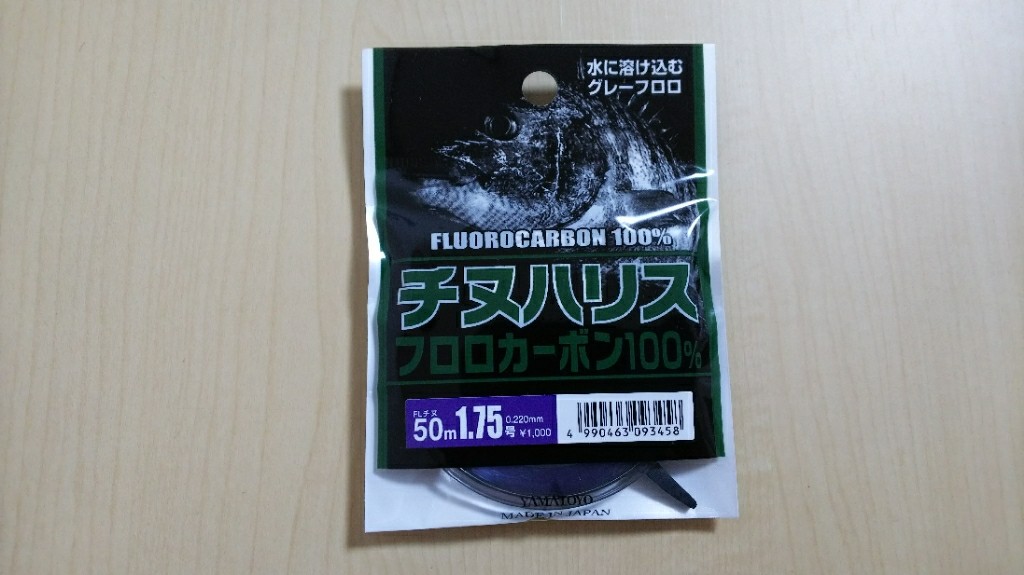 水に溶け込む
グレーフロロ
FLUOROCARBON 100%
チヌハリス
フロロカーボン100%
FLチヌ
50m 1.75号 0.220mm ¥1,000
4 990463 093458
YAMATOYO
MADE IN JAPAN